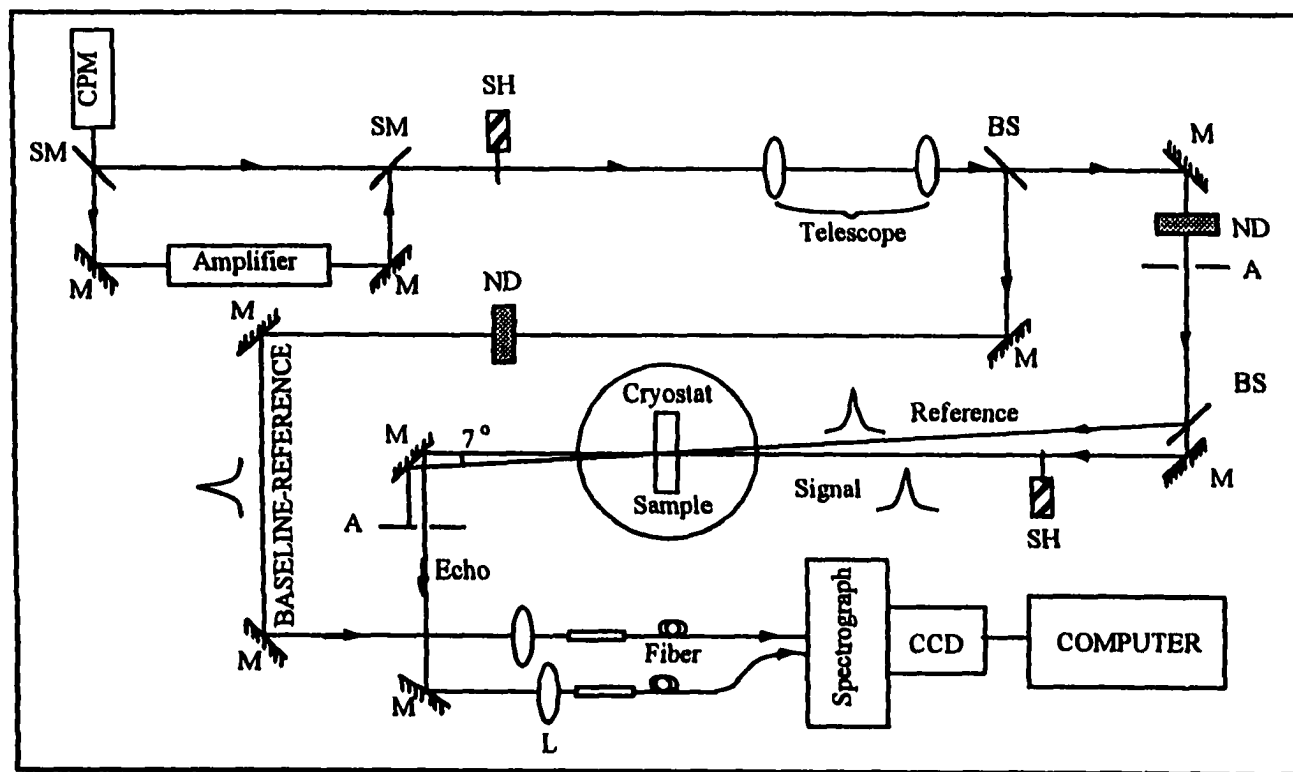 CPM
SH
SM
SM
BS
M
Telescope
ND
M
Amplifier
M
A
ND
M
M
BASELINE-REFERENCE
BS
Cryostat
Reference
M
7°
Sample
Signal
M
A
SH
Echo
Spectrograph
CCD
COMPUTER
M
Fiber
M
L